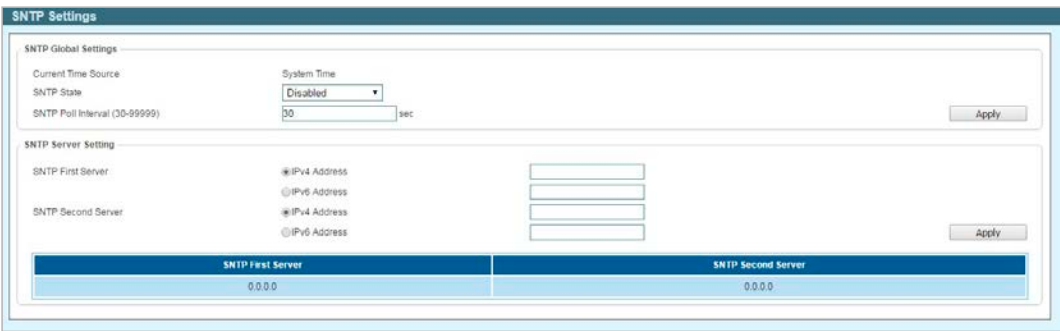 SNTP Settings
SNTP Global Settings
Current Time Source System Time
SNTP State Disabled
SNTP Poll Interval (30-99999) 30 sec Apply
SNTP Server Setting
SNTP First Server IPv4 Address
IPv6 Address
SNTP Second Server IPv4 Address
IPv6 Address Apply
SNTP First Server SNTP Second Server
0.0.0.0 0.0.0.0